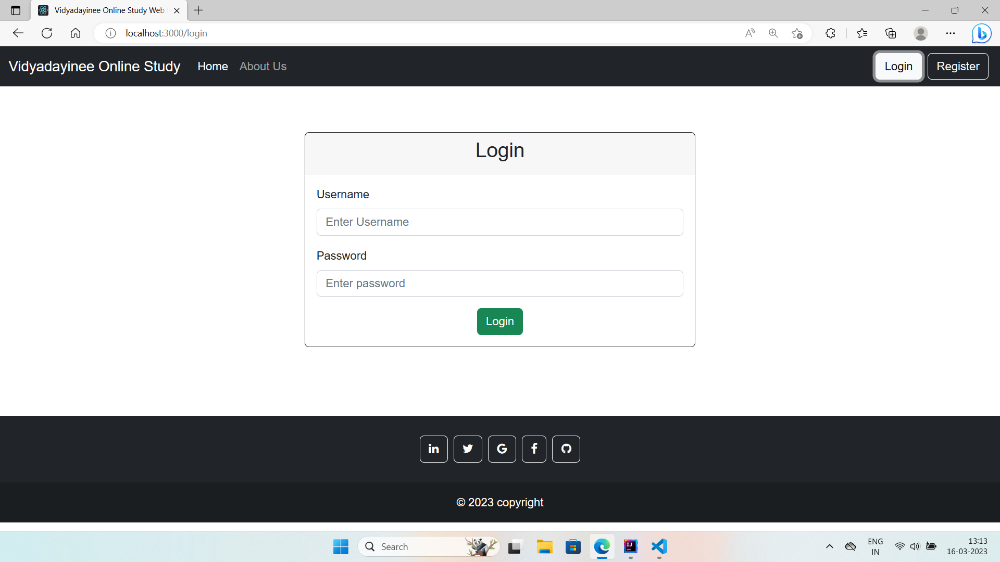 Vidyadayinee Online Study Web
localhost:3000/login
Vidyadayinee Online Study Home About Us Login Register
Login
Username
Enter Username
Password
Enter password
Login
© 2023 copyright
Search
ENG
IN
13:13
16-03-2023